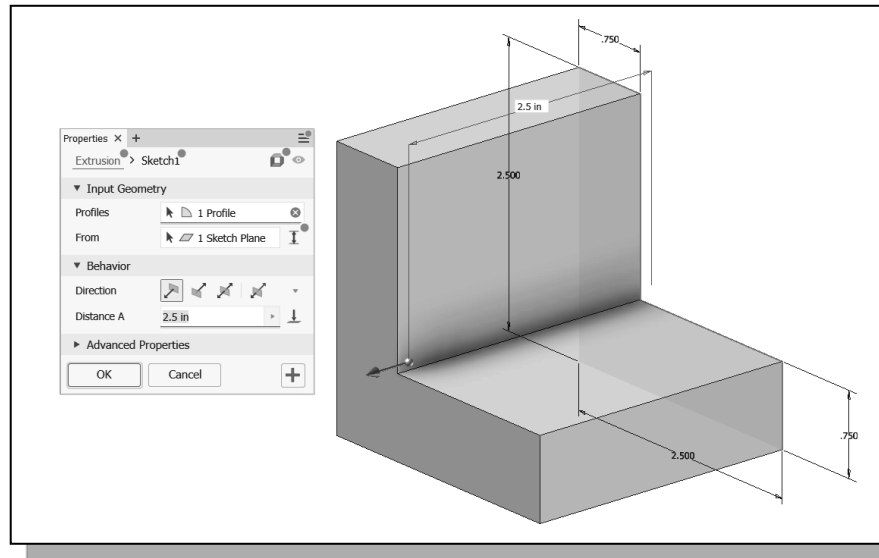 Properties × +
Extrusion > Sketch1
▼ Input Geometry
Profiles 1 Profile
From 1 Sketch Plane
▼ Behavior
Direction
Distance A 2.5 in
► Advanced Properties
OK Cancel +
.750
2.5 in
2.500
.750
2.500